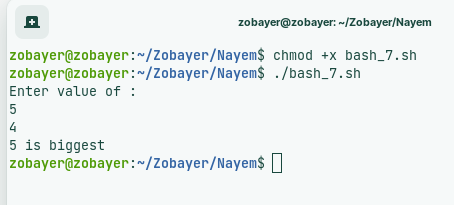 zobayer@zobayer: ~/Zobayer/Nayem
zobayer@zobayer:~/Zobayer/Nayem$ chmod +x bash_7.sh
zobayer@zobayer:~/Zobayer/Nayem$ ./bash_7.sh
Enter value of :
5
4
5 is biggest
zobayer@zobayer:~/Zobayer/Nayem$